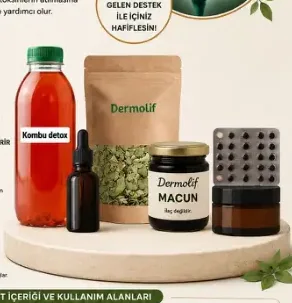 yardımcı olur.
GELEN DESTEK
İLE İÇİNİZ
HAFİFLESİN!
Dermolif
Kombu detox
Dermolif
MACUN
İlaç değildir.
T İÇERİĞİ VE KULLANIM ALANLARI